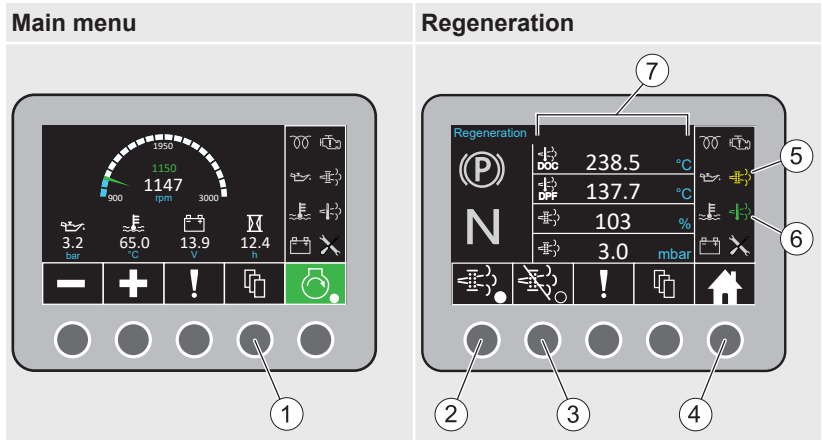 Main menu
Regeneration
1950
1150
1147
rpm
900
3000
3.2
bar
65.0
°C
13.9
V
12.4
h
1
7
Regeneration
P
N
DOC
238.5 °C
DPF
137.7 °C
103 %
3.0 mbar
5
6
2
3
4